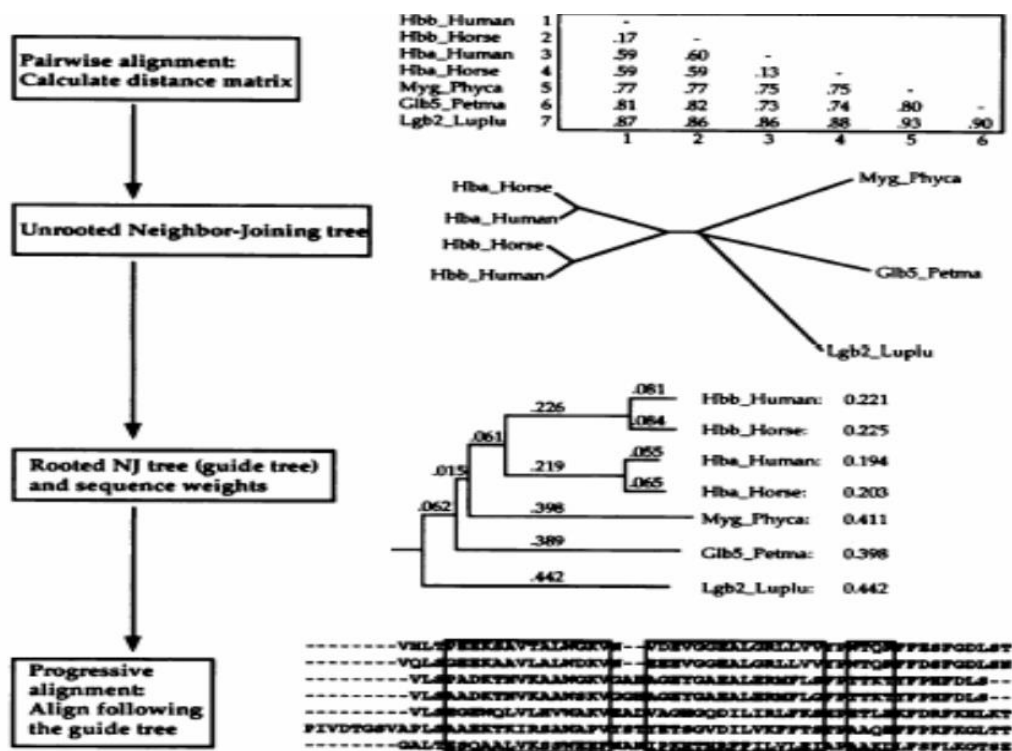 Pairwise alignment:
Calculate distance matrix
Hbb_Human 1 -
Hbb_Horse 2 .17 -
Hba_Human 3 .59 .60 -
Hba_Horse 4 .59 .59 .13 -
Myg_Phyca 5 .77 .77 .75 .75 -
Glb5_Petma 6 .81 .82 .73 .74 .80 -
Lgb2_Luplu 7 .87 .86 .86 .88 .93 .90
1 2 3 4 5 6
Unrooted Neighbor-Joining tree
Hba_Horse
Hba_Human
Hbb_Horse
Hbb_Human
Myg_Phyca
Glb5_Petma
Lgb2_Luplu
Rooted NJ tree (guide tree)
and sequence weights
.081 Hbb_Human: 0.221
.226
.084 Hbb_Horse: 0.225
.061
.055 Hba_Human: 0.194
.219
.015
.065 Hba_Horse: 0.203
.062
.398 Myg_Phyca: 0.411
.389 Glb5_Petma: 0.398
.442 Lgb2_Luplu: 0.442
Progressive
alignment:
Align following
the guide tree